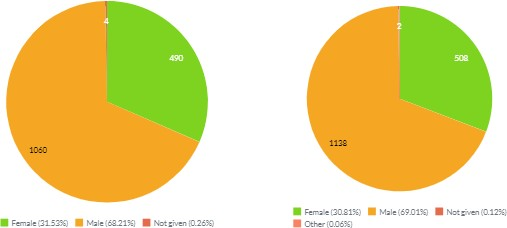 4
490
1060
Female (31.53%) Male (68.21%) Not given (0.26%)
2
508
1138
Female (30.81%) Male (69.01%) Not given (0.12%)
Other (0.06%)